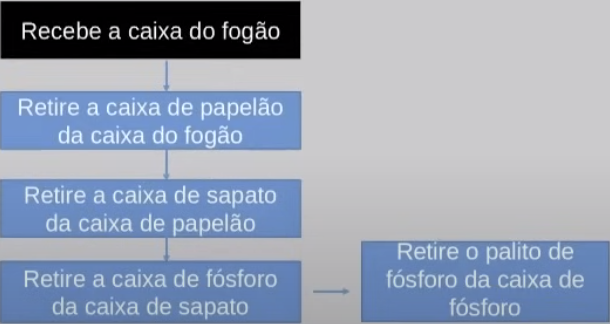 Recebe a caixa do fogão
Retire a caixa de papelão
da caixa do fogão
Retire a caixa de sapato
da caixa de papelão
Retire a caixa de fósforo
da caixa de sapato
Retire o palito de
fósforo da caixa de
fósforo